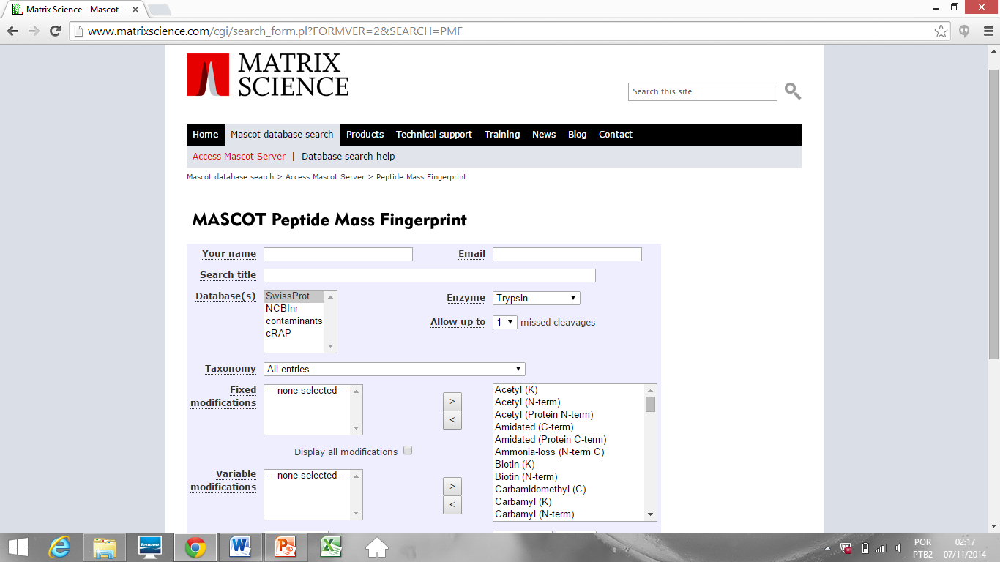 Matrix Science - Mascot -
www.matrixscience.com/cgi/search_form.pl?FORMVER=2&SEARCH=PMF
MATRIX
SCIENCE
Search this site
Home Mascot database search Products Technical support Training News Blog Contact
Access Mascot Server | Database search help
Mascot database search > Access Mascot Server > Peptide Mass Fingerprint
MASCOT Peptide Mass Fingerprint
Your name Email
Search title
Database(s) SwissProt Enzyme Trypsin
NCBInr
contaminants Allow up to 1 missed cleavages
cRAP
Taxonomy All entries
Fixed modifications --- none selected --- > <
Display all modifications
Variable modifications --- none selected --- > <
Acetyl (K)
Acetyl (N-term)
Acetyl (Protein N-term)
Amidated (C-term)
Amidated (Protein C-term)
Ammonia-loss (N-term C)
Biotin (K)
Biotin (N-term)
Carbamidomethyl (C)
Carbamyl (K)
Carbamyl (N-term)
lenovo
POR 02:17
PTB2 07/11/2014